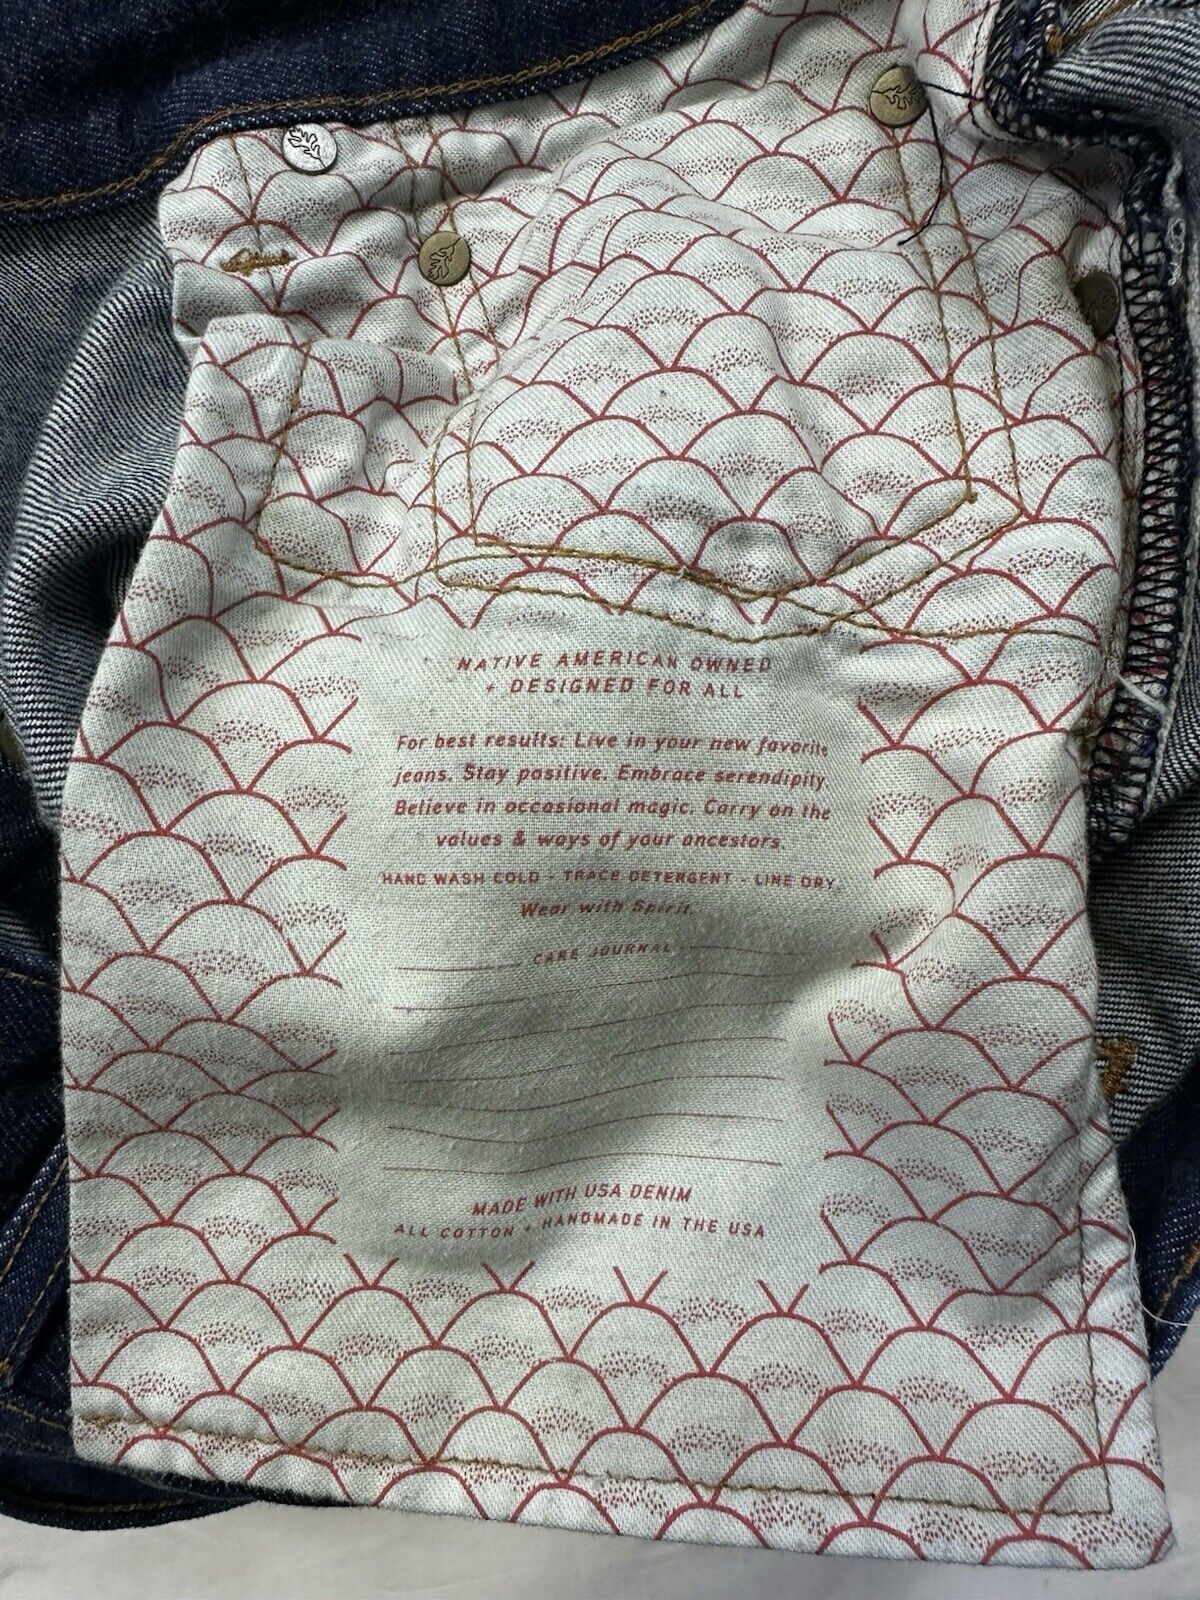 NATIVE AMERICAN OWNED
+ DESIGNED FOR ALL
For best results: Live in your new favorite
jeans. Stay positive. Embrace serendipity.
Believe in occasional magic. Carry on the
values & ways of your ancestors.
HAND WASH COLD - TRACE DETERGENT - LINE DRY.
Wear with Spirit.
CARE JOURNAL
MADE WITH USA DENIM
ALL COTTON + HANDMADE IN THE USA